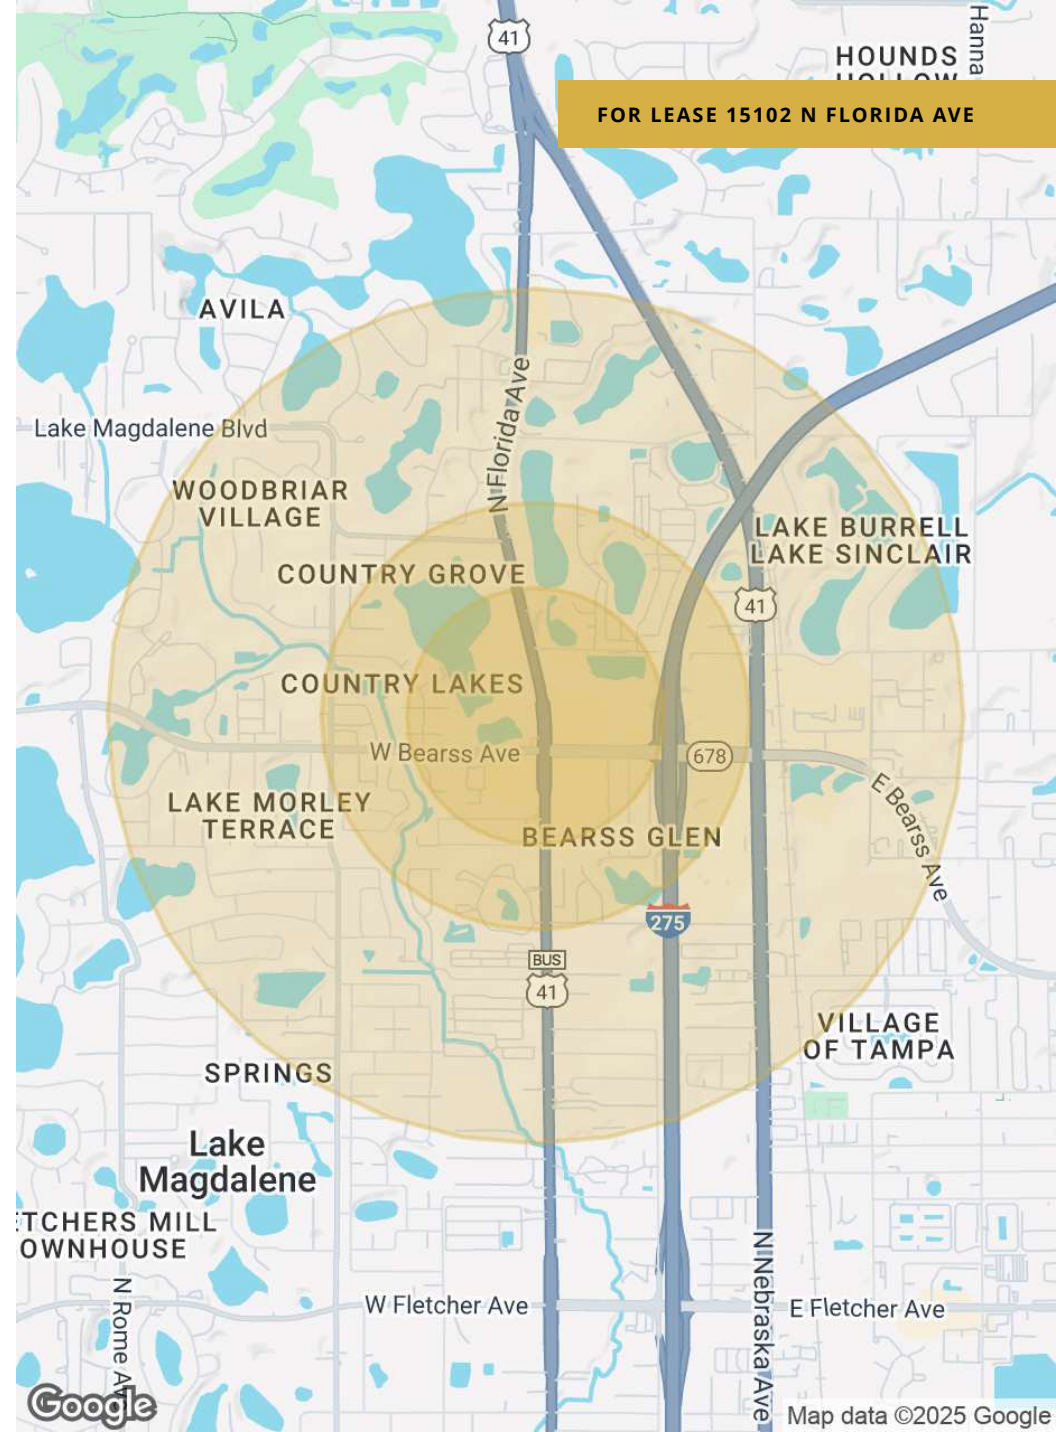 41
Hanna
HOUNDS
HOLLOW
FOR LEASE 15102 N FLORIDA AVE
AVILA
N Florida Ave
Lake Magdalene Blvd
WOODBRIAR
VILLAGE
LAKE BURRELL
LAKE SINCLAIR
COUNTRY GROVE
41
COUNTRY LAKES
W Bearss Ave
678
E Bearss Ave
LAKE MORLEY
TERRACE
BEARSS GLEN
275
BUS
41
VILLAGE
OF TAMPA
SPRINGS
Lake
Magdalene
ETCHERS MILL
OWNHOUSE
N Rome Av
W Fletcher Ave
N Nebraska Ave
E Fletcher Ave
Google
Map data ©2025 Google